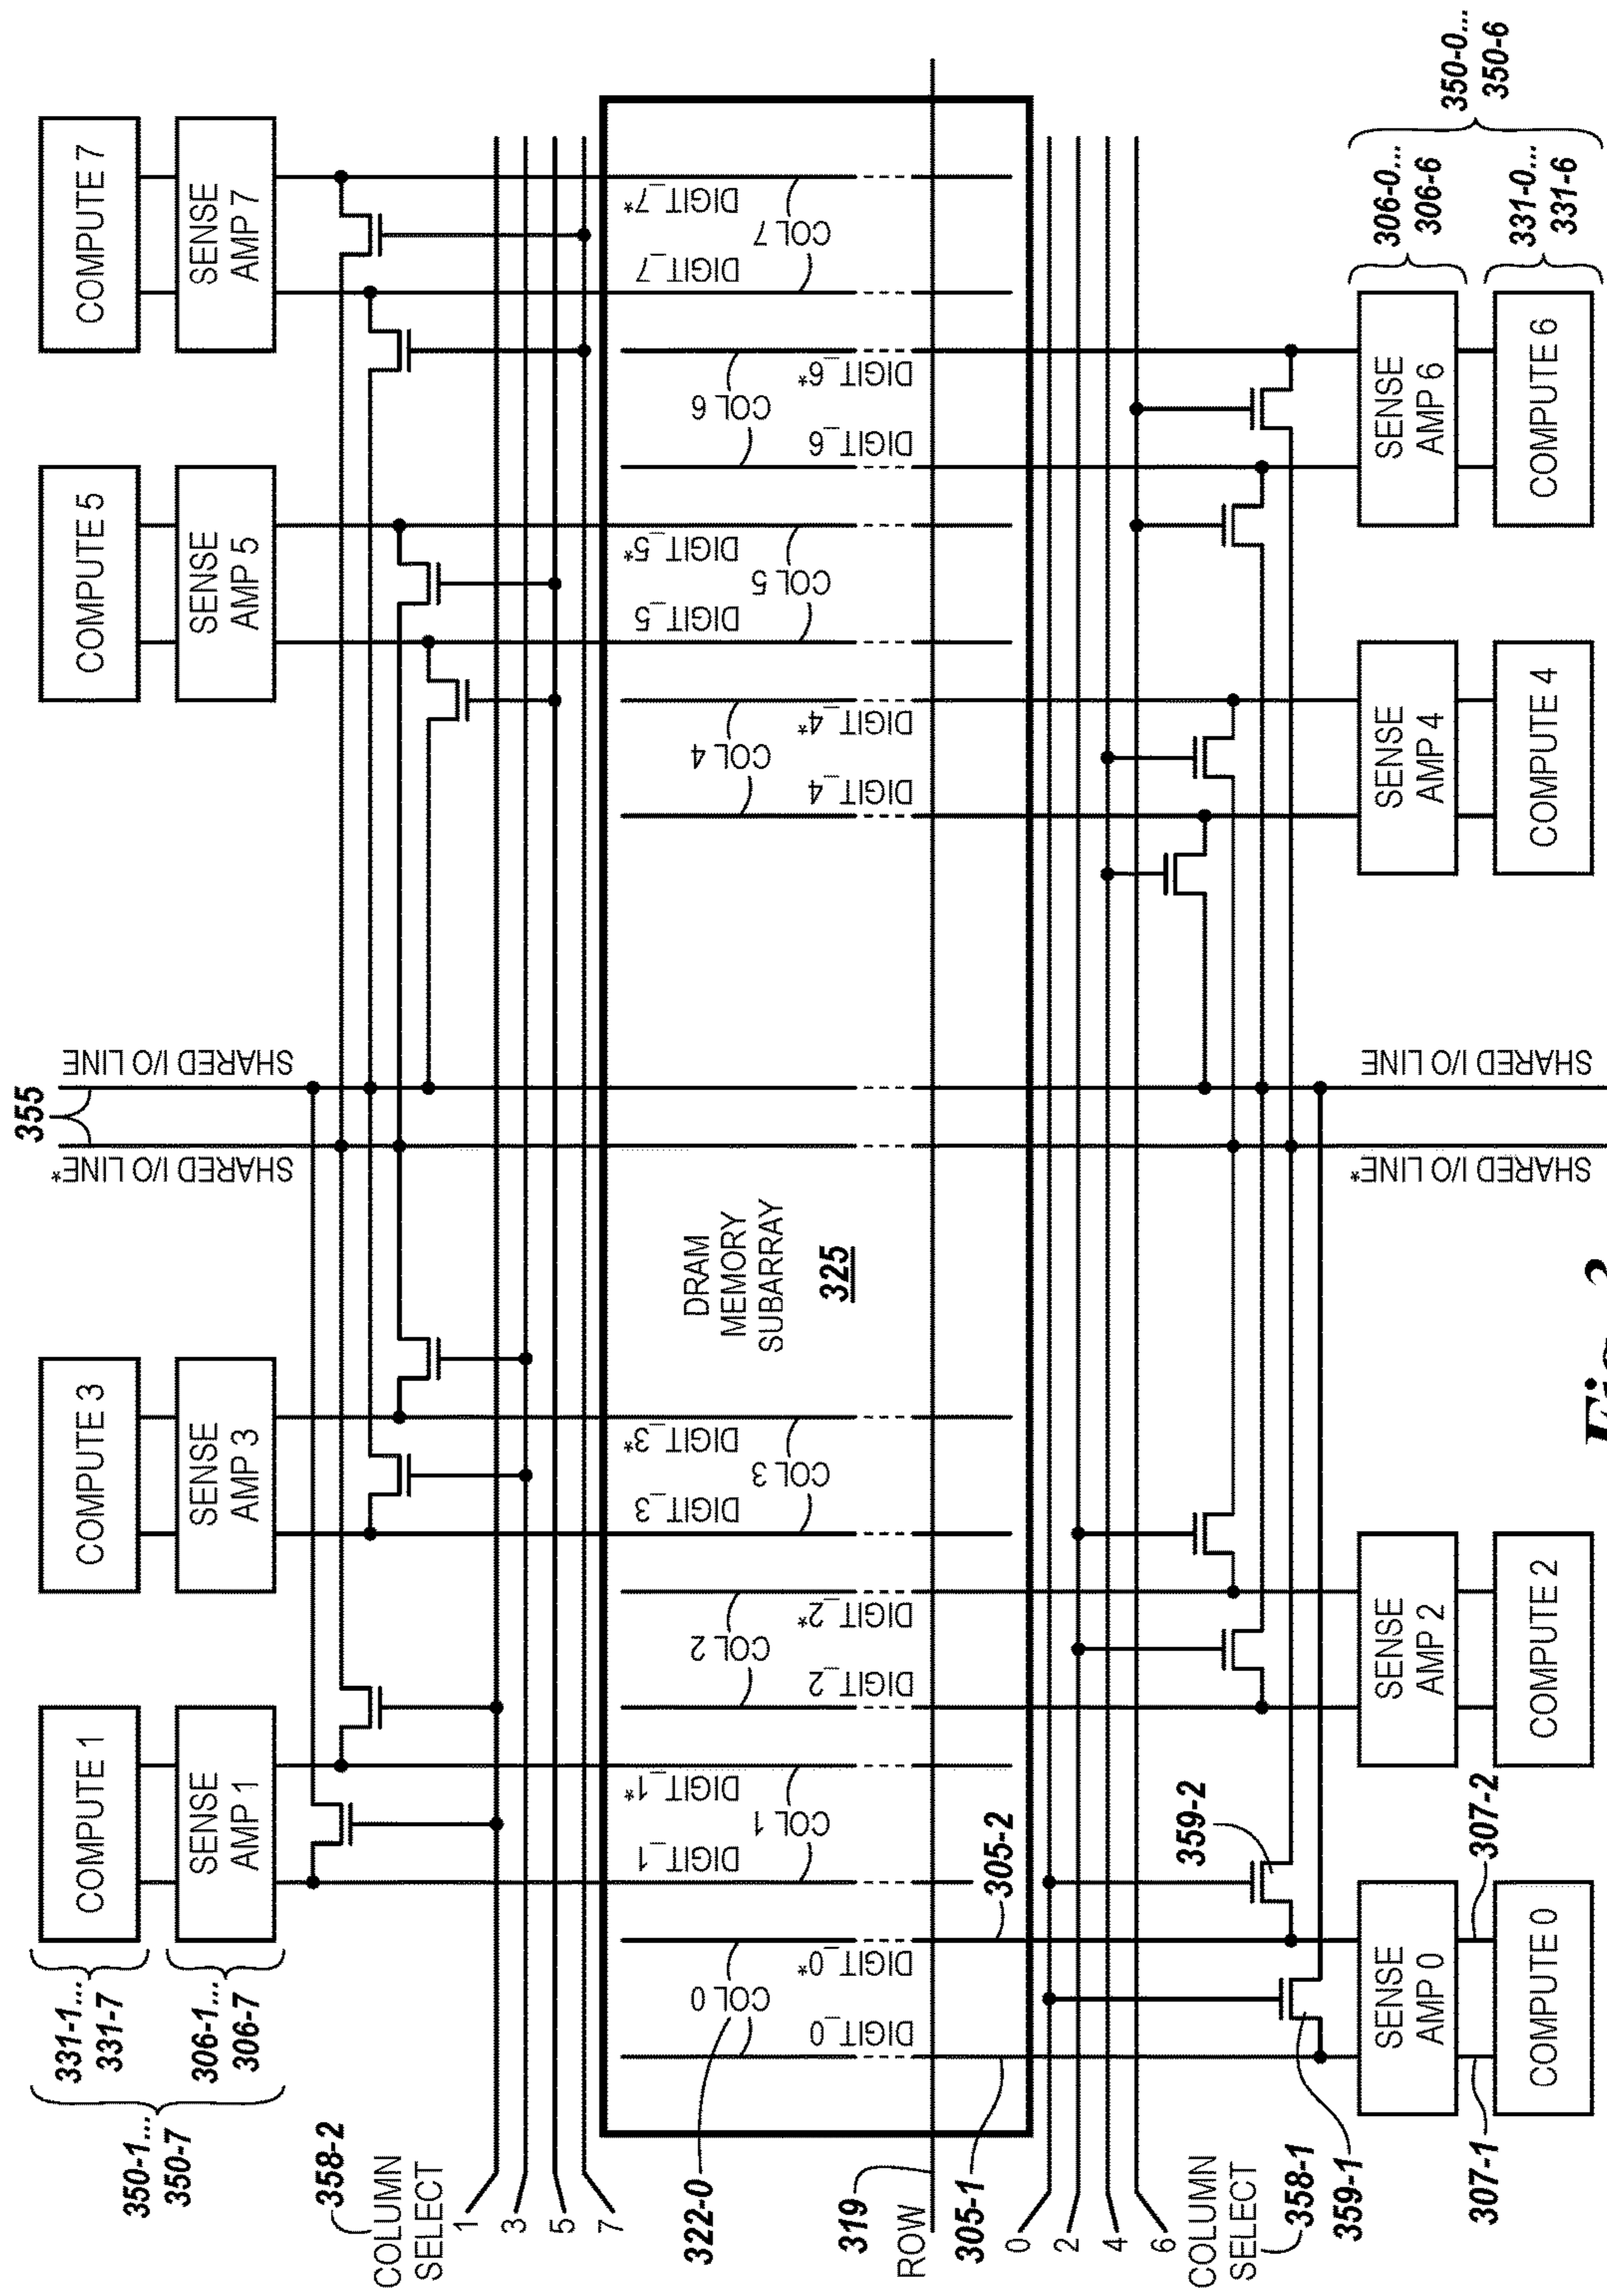 355
COMPUTE 1
COMPUTE 3
COMPUTE 5
COMPUTE 7
331-1...
331-7
350-1...
350-7
306-1...
306-7
SENSE
AMP 1
SENSE
AMP 3
SENSE
AMP 5
SENSE
AMP 7
SHARED I/O LINE*
SHARED I/O LINE
358-2
COLUMN
SELECT
1
3
5
7
322-0
COL 0
DIGIT_0
DIGIT_0*
COL 1
DIGIT_1
DIGIT_1*
COL 2
DIGIT_2
DIGIT_2*
COL 3
DIGIT_3
DIGIT_3*
DRAM
MEMORY
SUBARRAY
325
COL 4
DIGIT_4
DIGIT_4*
COL 5
DIGIT_5
DIGIT_5*
COL 6
DIGIT_6
DIGIT_6*
COL 7
DIGIT_7
DIGIT_7*
319
ROW
305-1
305-2
0
2
4
6
COLUMN
SELECT
358-1
359-1
359-2
SENSE
AMP 0
SENSE
AMP 2
SENSE
AMP 4
SENSE
AMP 6
306-0...
306-6
350-0...
350-6
SHARED I/O LINE*
SHARED I/O LINE
307-1
307-2
COMPUTE 0
COMPUTE 2
COMPUTE 4
COMPUTE 6
331-0...
331-6